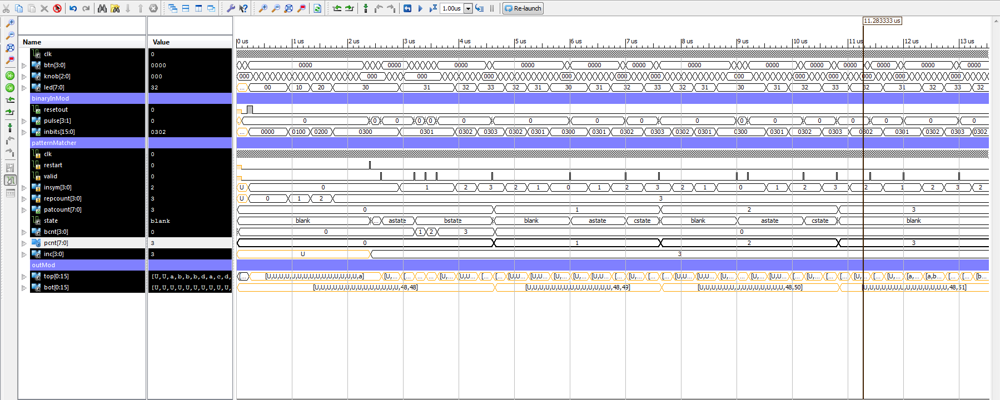 1.00us Re-launch
11.283333 us
Name Value 0 us 1 us 2 us 3 us 4 us 5 us 6 us 7 us 8 us 9 us 10 us 11 us 12 us 13 us
clk 0
btn[3:0] 0000 0000 0000 0000 0000 0000 0000 0000 0000 0000 0000 0000 0000 0000
knob[2:0] 000 000 000 000 000 000 000 000 000 000 000 000
led[7:0] 32 ... 00 10 20 30 31 32 33 32 31 30 31 32 33 32 31 30 31 32 33 32 31 32 33 32
binaryInMod
resetout 0
pulse[3:1] 0 . 0 0 0 0 0 0 0 0 0 0 0 0 0 0 0 0 0
inbits[15:0] 0302 ... 0000 0100 0200 0300 0301 0302 0303 0302 0301 0300 0301 0302 0303 0302 0301 0300 0301 0302 0303 0302 0301 0302 0303 0302
patternMatcher
clk 0
restart 0
valid 0
insym[3:0] 2 U 0 1 2 3 2 1 0 1 2 3 2 1 0 1 2 3 2 1 2 3 2
repcount[3:0] 3 U 0 1 2 3
patcount[7:0] 3 0 1 2 3
state blank blank ... astate bstate blank astate cstate blank astate cstate blank
bcnt[3:0] 0 0 1 2 3 0
pcnt[7:0] 3 0 1 2 3
inc[3:0] 3 U 3
outMod
top[0:15] [U,U,a,b,b,b,d,a,c,d, [... [U,U,U,U,U,U,U,U,U,U,U,U,U,U,U,a] [U,... [... ... ... [U,... [U,U... [... [... [U,U... [U,U... [U,... [U,... [U,U... [... [U,... [... [U,... [U,U... [U,U... [U,... [... [U,... [... [U,... [... [U,... [... [U,... [a,... [a,b... [... [... [b...
bot[0:15] [U,U,U,U,U,U,U,U,U,U, [U,U,U,U,U,U,U,U,U,U,U,U,U,U,48,48] [U,U,U,U,U,U,U,U,U,U,U,U,U,U,48,49] [U,U,U,U,U,U,U,U,U,U,U,U,U,U,48,50] [U,U,U,U,U,U,U,U,U,U,U,U,U,U,48,51]